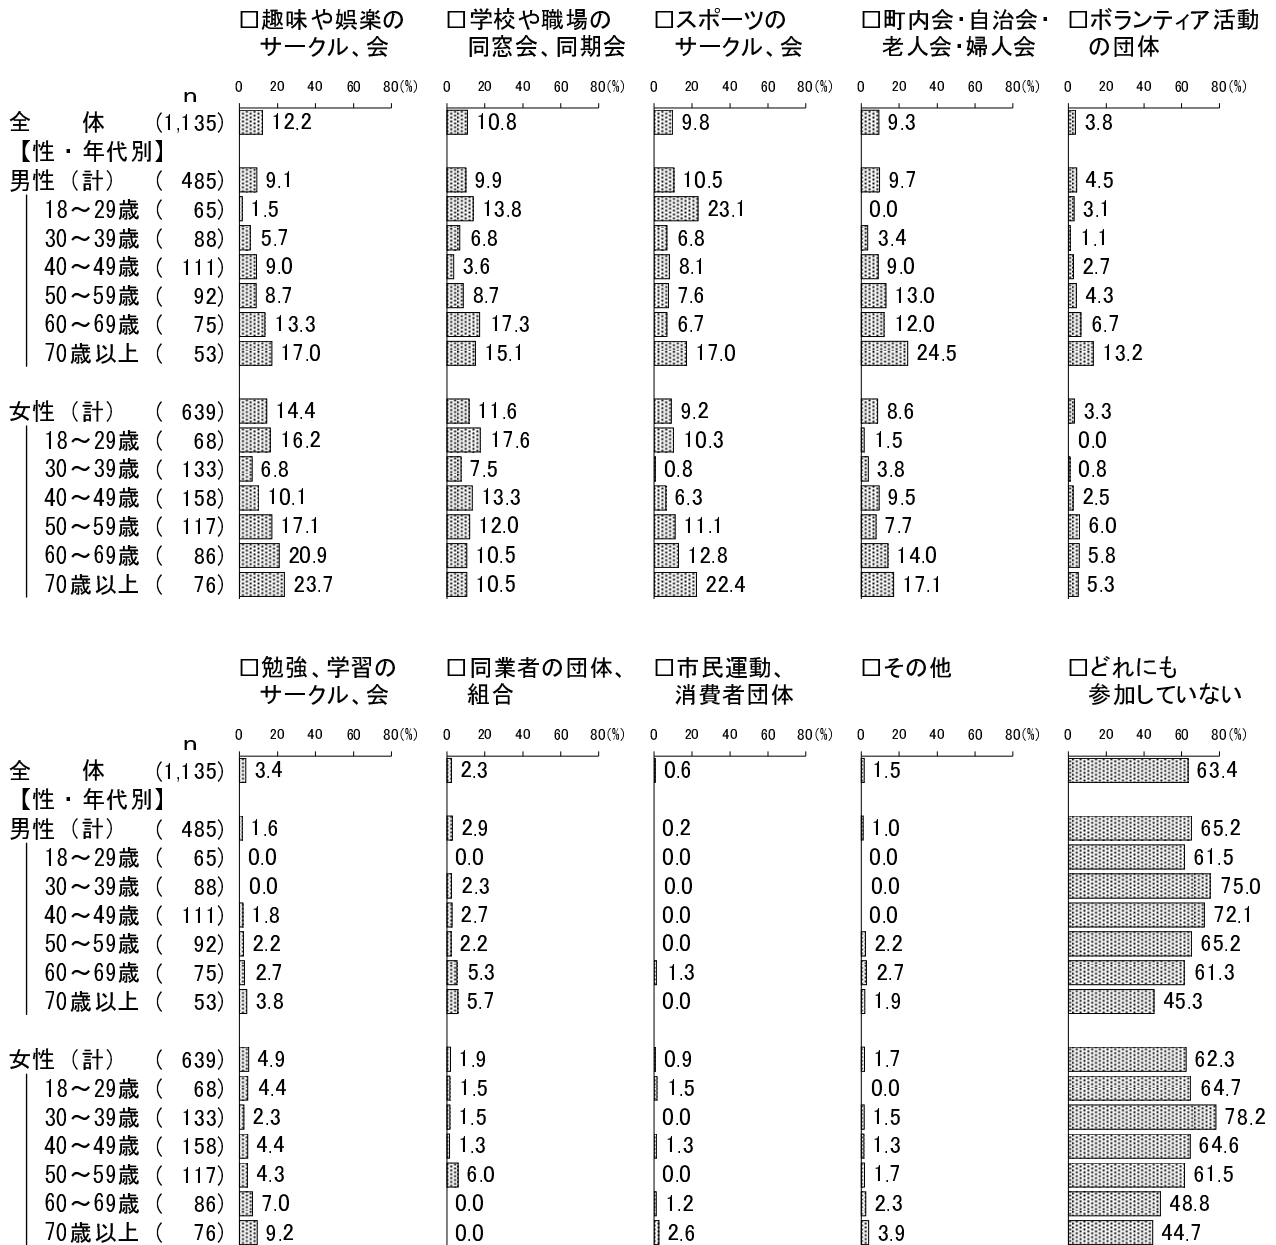 □趣味や娯楽の □学校や職場の □スポーツの □町内会・自治会・ □ボランティア活動
サークル、会 同窓会、同期会 サークル、会 老人会・婦人会 の団体
n 0 20 40 60 80(%) 0 20 40 60 80(%) 0 20 40 60 80(%) 0 20 40 60 80(%) 0 20 40 60 80(%)
全 体 (1,135) 12.2 10.8 9.8 9.3 3.8
【性・年代別】
男性（計） ( 485) 9.1 9.9 10.5 9.7 4.5
18～29歳 ( 65) 1.5 13.8 23.1 0.0 3.1
30～39歳 ( 88) 5.7 6.8 6.8 3.4 1.1
40～49歳 ( 111) 9.0 3.6 8.1 9.0 2.7
50～59歳 ( 92) 8.7 8.7 7.6 13.0 4.3
60～69歳 ( 75) 13.3 17.3 6.7 12.0 6.7
70歳以上 ( 53) 17.0 15.1 17.0 24.5 13.2
女性（計） ( 639) 14.4 11.6 9.2 8.6 3.3
18～29歳 ( 68) 16.2 17.6 10.3 1.5 0.0
30～39歳 ( 133) 6.8 7.5 0.8 3.8 0.8
40～49歳 ( 158) 10.1 13.3 6.3 9.5 2.5
50～59歳 ( 117) 17.1 12.0 11.1 7.7 6.0
60～69歳 ( 86) 20.9 10.5 12.8 14.0 5.8
70歳以上 ( 76) 23.7 10.5 22.4 17.1 5.3
□勉強、学習の □同業者の団体、 □市民運動、 □その他 □どれにも
サークル、会 組合 消費者団体 参加していない
n 0 20 40 60 80(%) 0 20 40 60 80(%) 0 20 40 60 80(%) 0 20 40 60 80(%) 0 20 40 60 80(%)
全 体 (1,135) 3.4 2.3 0.6 1.5 63.4
【性・年代別】
男性（計） ( 485) 1.6 2.9 0.2 1.0 65.2
18～29歳 ( 65) 0.0 0.0 0.0 0.0 61.5
30～39歳 ( 88) 0.0 2.3 0.0 0.0 75.0
40～49歳 ( 111) 1.8 2.7 0.0 0.0 72.1
50～59歳 ( 92) 2.2 2.2 0.0 2.2 65.2
60～69歳 ( 75) 2.7 5.3 1.3 2.7 61.3
70歳以上 ( 53) 3.8 5.7 0.0 1.9 45.3
女性（計） ( 639) 4.9 1.9 0.9 1.7 62.3
18～29歳 ( 68) 4.4 1.5 1.5 0.0 64.7
30～39歳 ( 133) 2.3 1.5 0.0 1.5 78.2
40～49歳 ( 158) 4.4 1.3 1.3 1.3 64.6
50～59歳 ( 117) 4.3 6.0 0.0 1.7 61.5
60～69歳 ( 86) 7.0 0.0 1.2 2.3 48.8
70歳以上 ( 76) 9.2 0.0 2.6 3.9 44.7